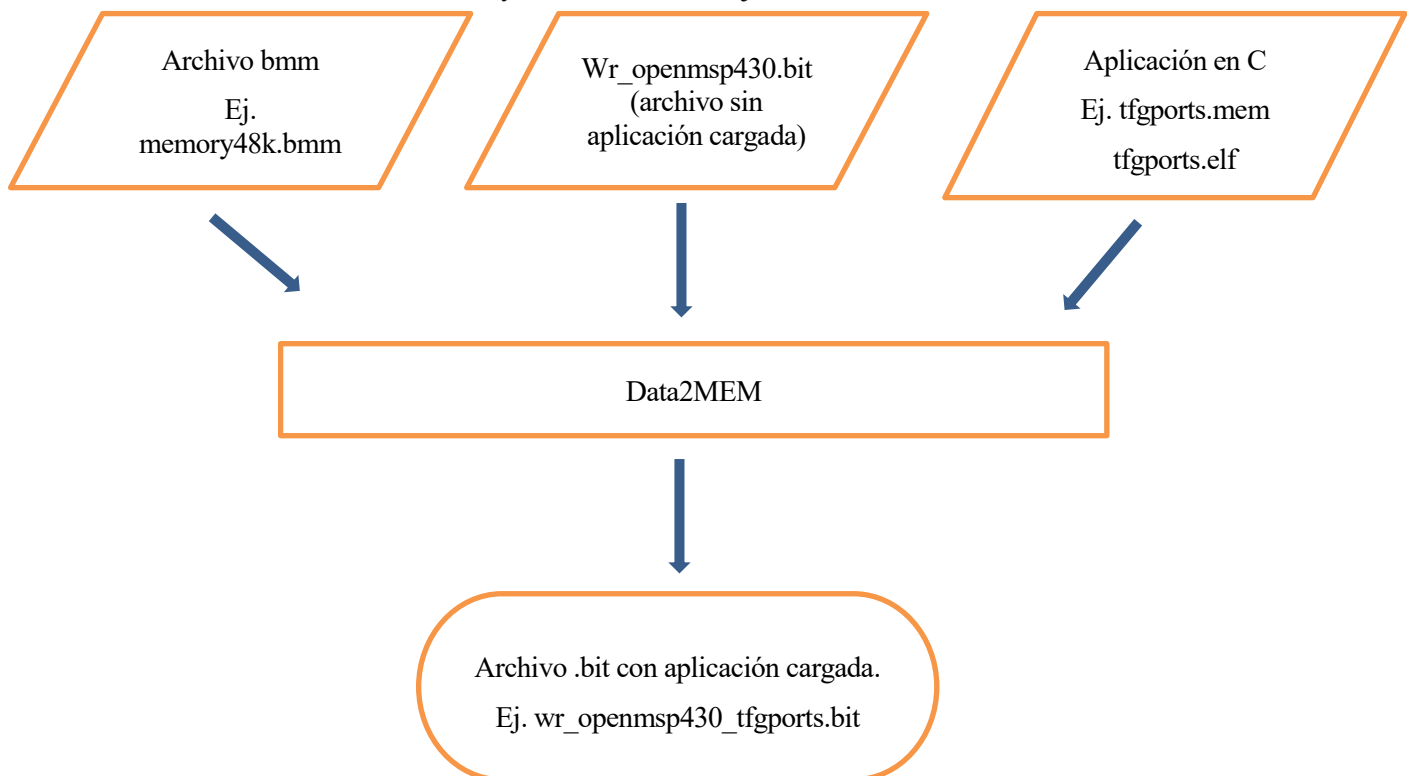 Archivo bmm
Ej.
memory48k.bmm
Wr_openmsp430.bit
(archivo sin
aplicación cargada)
Aplicación en C
Ej. tfgports.mem
tfgports.elf
Data2MEM
Archivo .bit con aplicación cargada.
Ej. wr_openmsp430_tfgports.bit